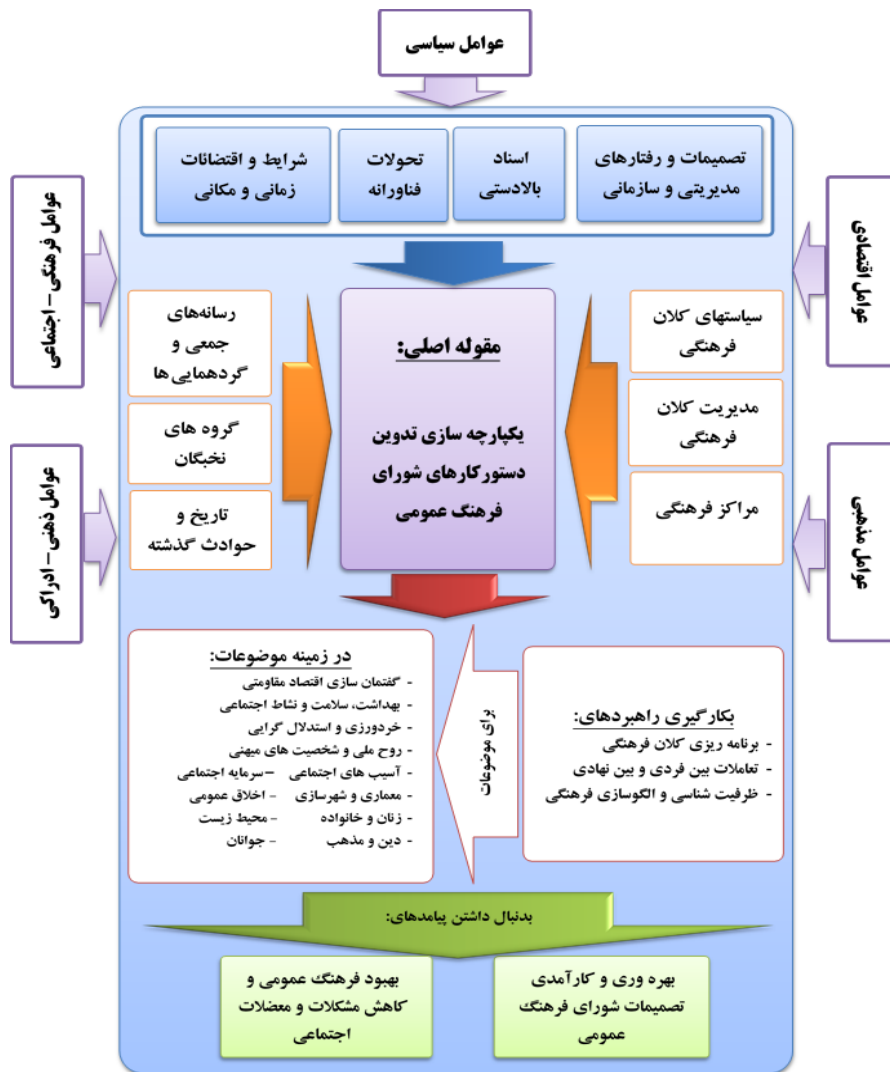 عوامل سیاسی
تصمیمات و رفتارهای
مدیریتی و سازمانی
اسناد
بالادستی
تحولات
فناورانه
شرایط و اقتضائات
زمانی و مکانی
عوامل اقتصادی
عوامل مذهبی
عوامل فرهنگی – اجتماعی
عوامل ذهنی – ادراکی
سیاستهای کلان
فرهنگی
مدیریت کلان
فرهنگی
مراکز فرهنگی
مقوله اصلی:
یکپارچه سازی تدوین
دستورکارهای شورای
فرهنگ عمومی
رسانه‌های
جمعی و
گردهمایی‌ها
گروه های
نخبگان
تاریخ و
حوادث گذشته
بکارگیری راهبردهای:
- برنامه ریزی کلان فرهنگی
- تعاملات بین فردی و بین نهادی
- ظرفیت شناسی و الگوسازی فرهنگی
برای موضوعات
در زمینه موضوعات:
- گفتمان سازی اقتصاد مقاومتی
- بهداشت، سلامت و نشاط اجتماعی
- خردورزی و استدلال گرایی
- روح ملی و شخصیت های میهنی
- آسیب های اجتماعی – سرمایه اجتماعی
- معماری و شهرسازی - اخلاق عمومی
- زنان و خانواده - محیط زیست
- دین و مذهب - جوانان
بدنبال داشتن پیامدهای:
بهره وری و کارآمدی
تصمیمات شورای فرهنگ
عمومی
بهبود فرهنگ عمومی و
کاهش مشکلات و معضلات
اجتماعی